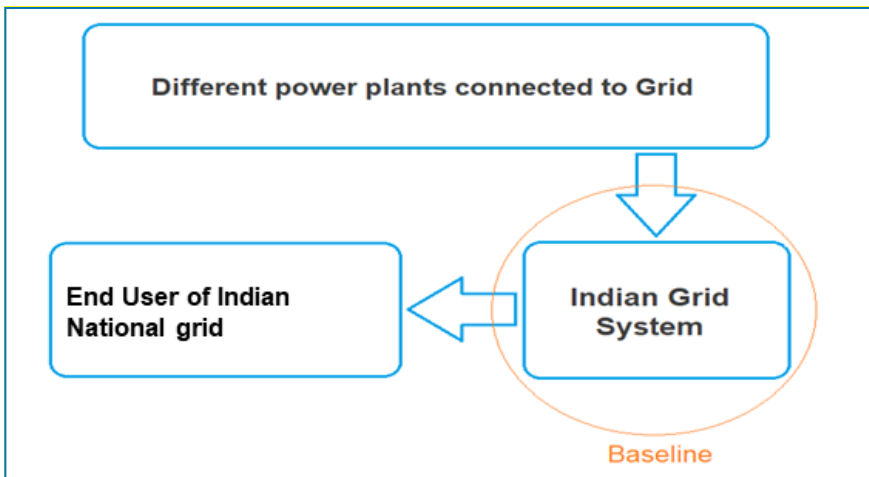 Different power plants connected to Grid
End User of Indian
National grid
Indian Grid
System
Baseline